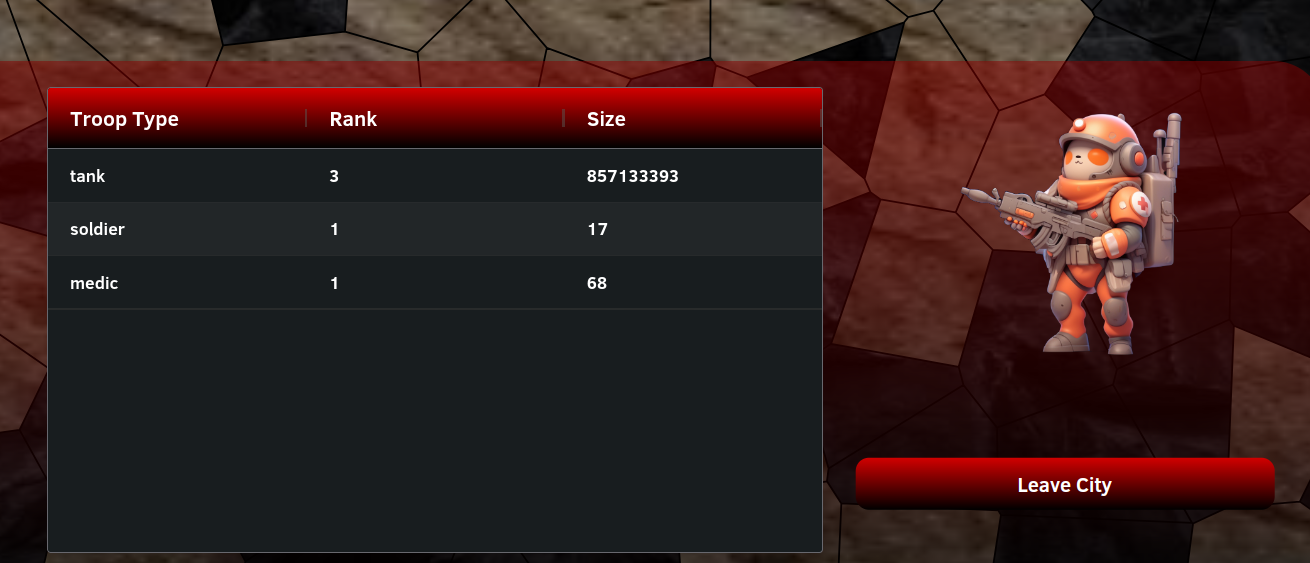 Troop Type Rank Size
tank 3 857133393
soldier 1 17
medic 1 68
Leave City